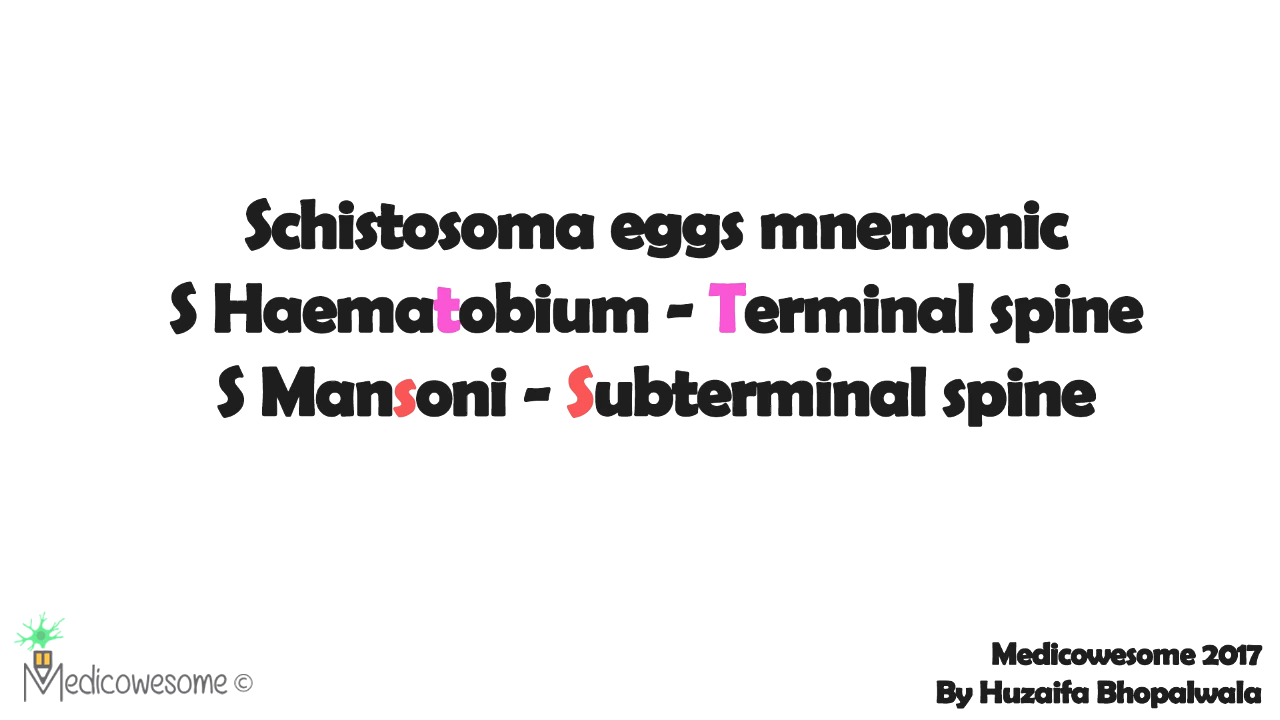 Schistosoma eggs mnemonic
S Haematobium - Terminal spine
S Mansoni - Subterminal spine
Medicowesome 2017
By Huzaifa Bhopalwala
Medicowesome ©